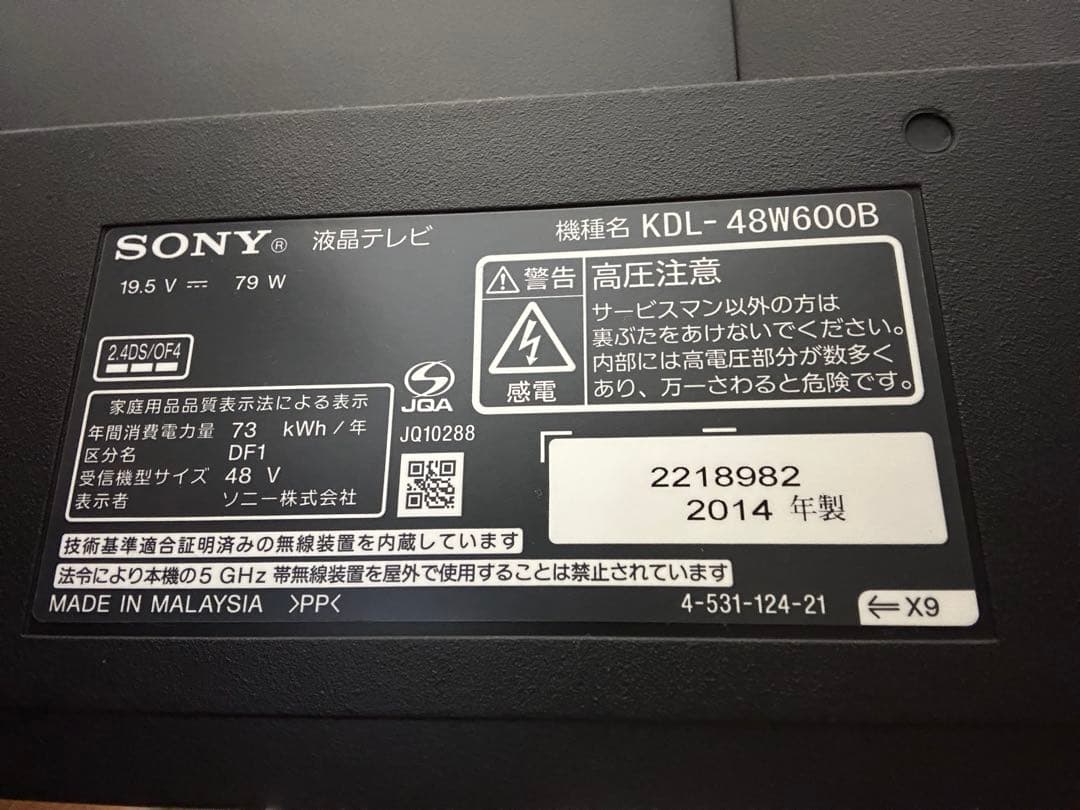 SONY® 液晶テレビ
機種名 KDL-48W600B
19.5 V ⎓ 79 W
警告
高圧注意
サービスマン以外の方は
裏ぶたをあけないでください。
内部には高電圧部分が数多く
あり、万一さわると危険です。
感電
2.4DS/OF4
家庭用品品質表示法による表示
年間消費電力量 73 kWh/年
区分名 DF1
受信機型サイズ 48 V
表示者 ソニー株式会社
JQA
JQ10288
2218982
2014 年製
技術基準適合証明済みの無線装置を内蔵しています
法令により本機の5 GHz 帯無線装置を屋外で使用することは禁止されています
MADE IN MALAYSIA >PP<
4-531-124-21
⇐ X9